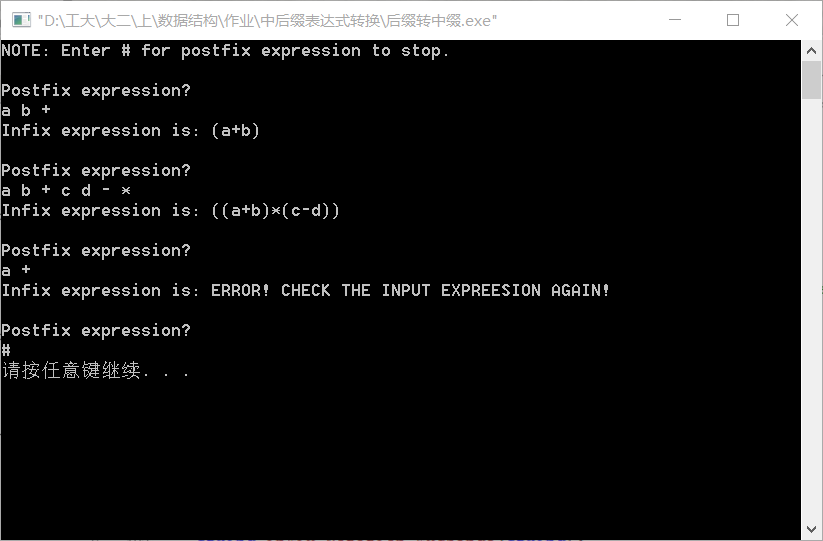 "D:\工大\大二\上\数据结构\作业\中后缀表达式转换\后缀转中缀.exe"
NOTE: Enter # for postfix expression to stop.
Postfix expression?
a b +
Infix expression is: (a+b)
Postfix expression?
a b + c d - *
Infix expression is: ((a+b)*(c-d))
Postfix expression?
a +
Infix expression is: ERROR! CHECK THE INPUT EXPREESION AGAIN!
Postfix expression?
#
请按任意键继续. . .